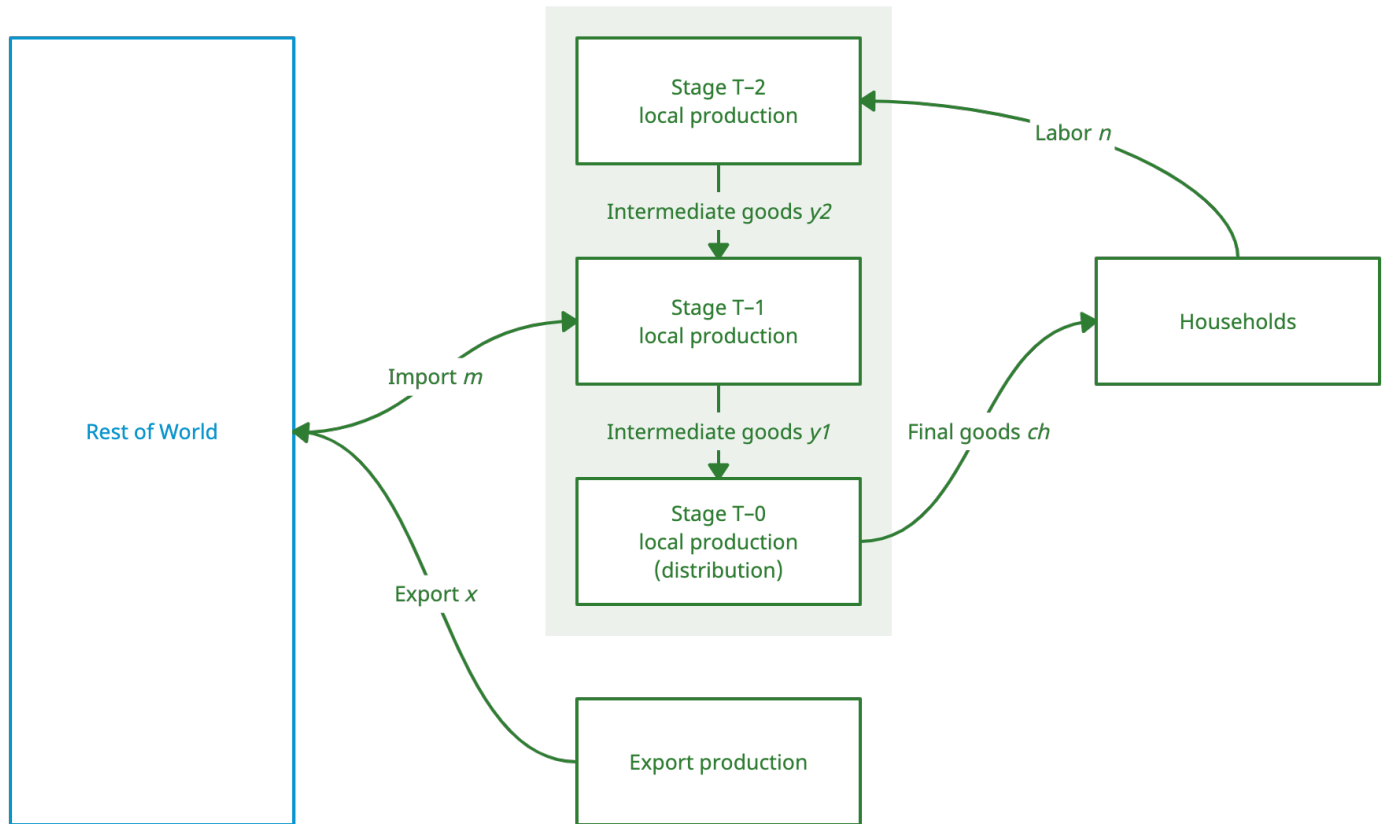 Stage T–2
local production
Labor n
Intermediate goods y2
Stage T–1
local production
Households
Import m
Rest of World
Intermediate goods y1
Final goods ch
Stage T–0
local production
(distribution)
Export x
Export production